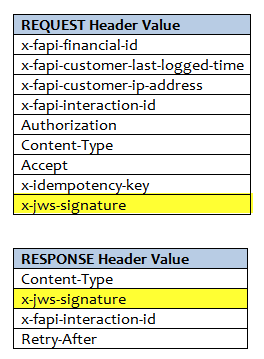 REQUEST Header Value
x-fapi-financial-id
x-fapi-customer-last-logged-time
x-fapi-customer-ip-address
x-fapi-interaction-id
Authorization
Content-Type
Accept
x-idempotency-key
x-jws-signature
RESPONSE Header Value
Content-Type
x-jws-signature
x-fapi-interaction-id
Retry-After